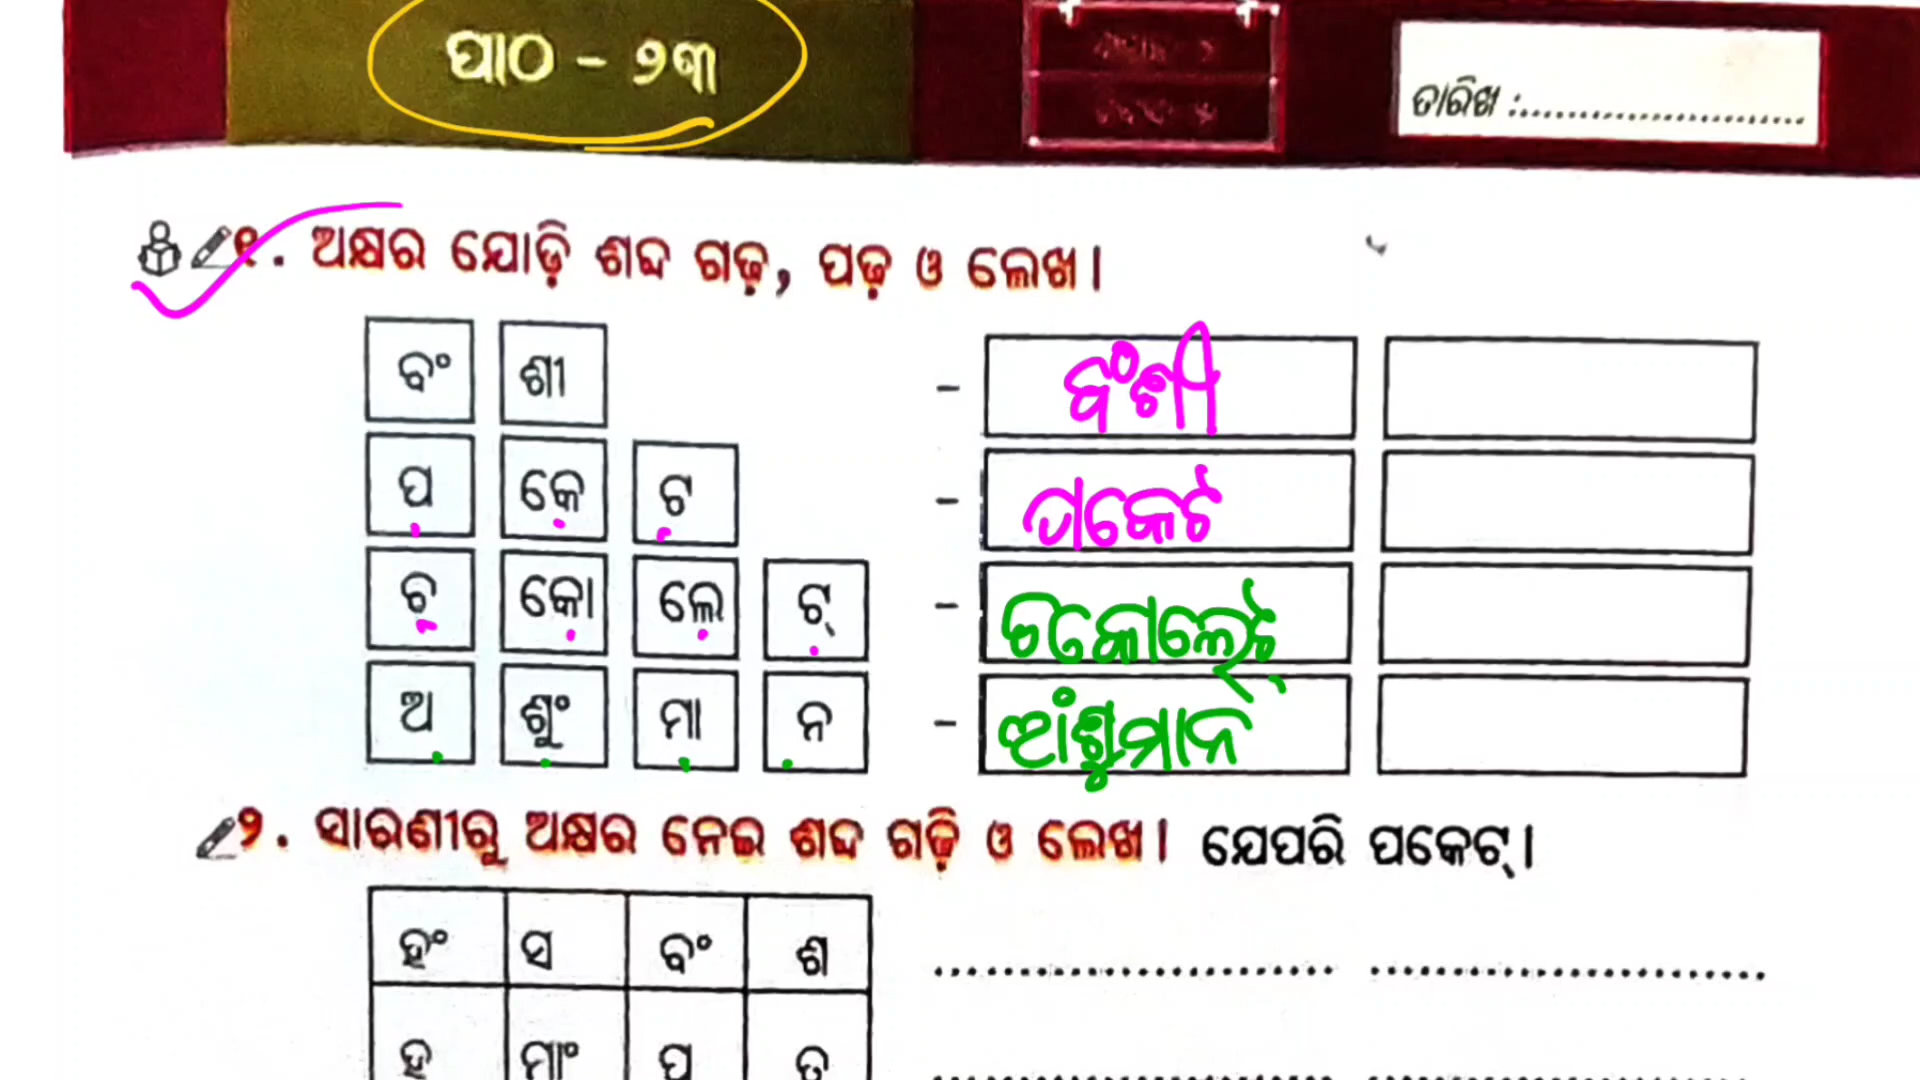 ପାଠ - ୨୩
ତାରିଖ :........................
୧. ଅକ୍ଷର ଯୋଡ଼ି ଶବ୍ଦ ଗଢ଼, ପଢ଼ ଓ ଲେଖ।
ବଂ ଶୀ - ବଂଶୀ
ପ କେ ଟ - ପକେଟ
ଚ କୋ ଲେ ଟ୍ - ଚକୋଲେଟ୍
ଅ ଶୁଂ ମା ନ - ଅଂଶୁମାନ
୨. ସାରଣୀରୁ ଅକ୍ଷର ନେଇ ଶବ୍ଦ ଗଢ଼ି ଓ ଲେଖ। ଯେପରି ପକେଟ୍।
ହଂ ସ ବଂ ଶ
ହ ମାଂ ପ ତ